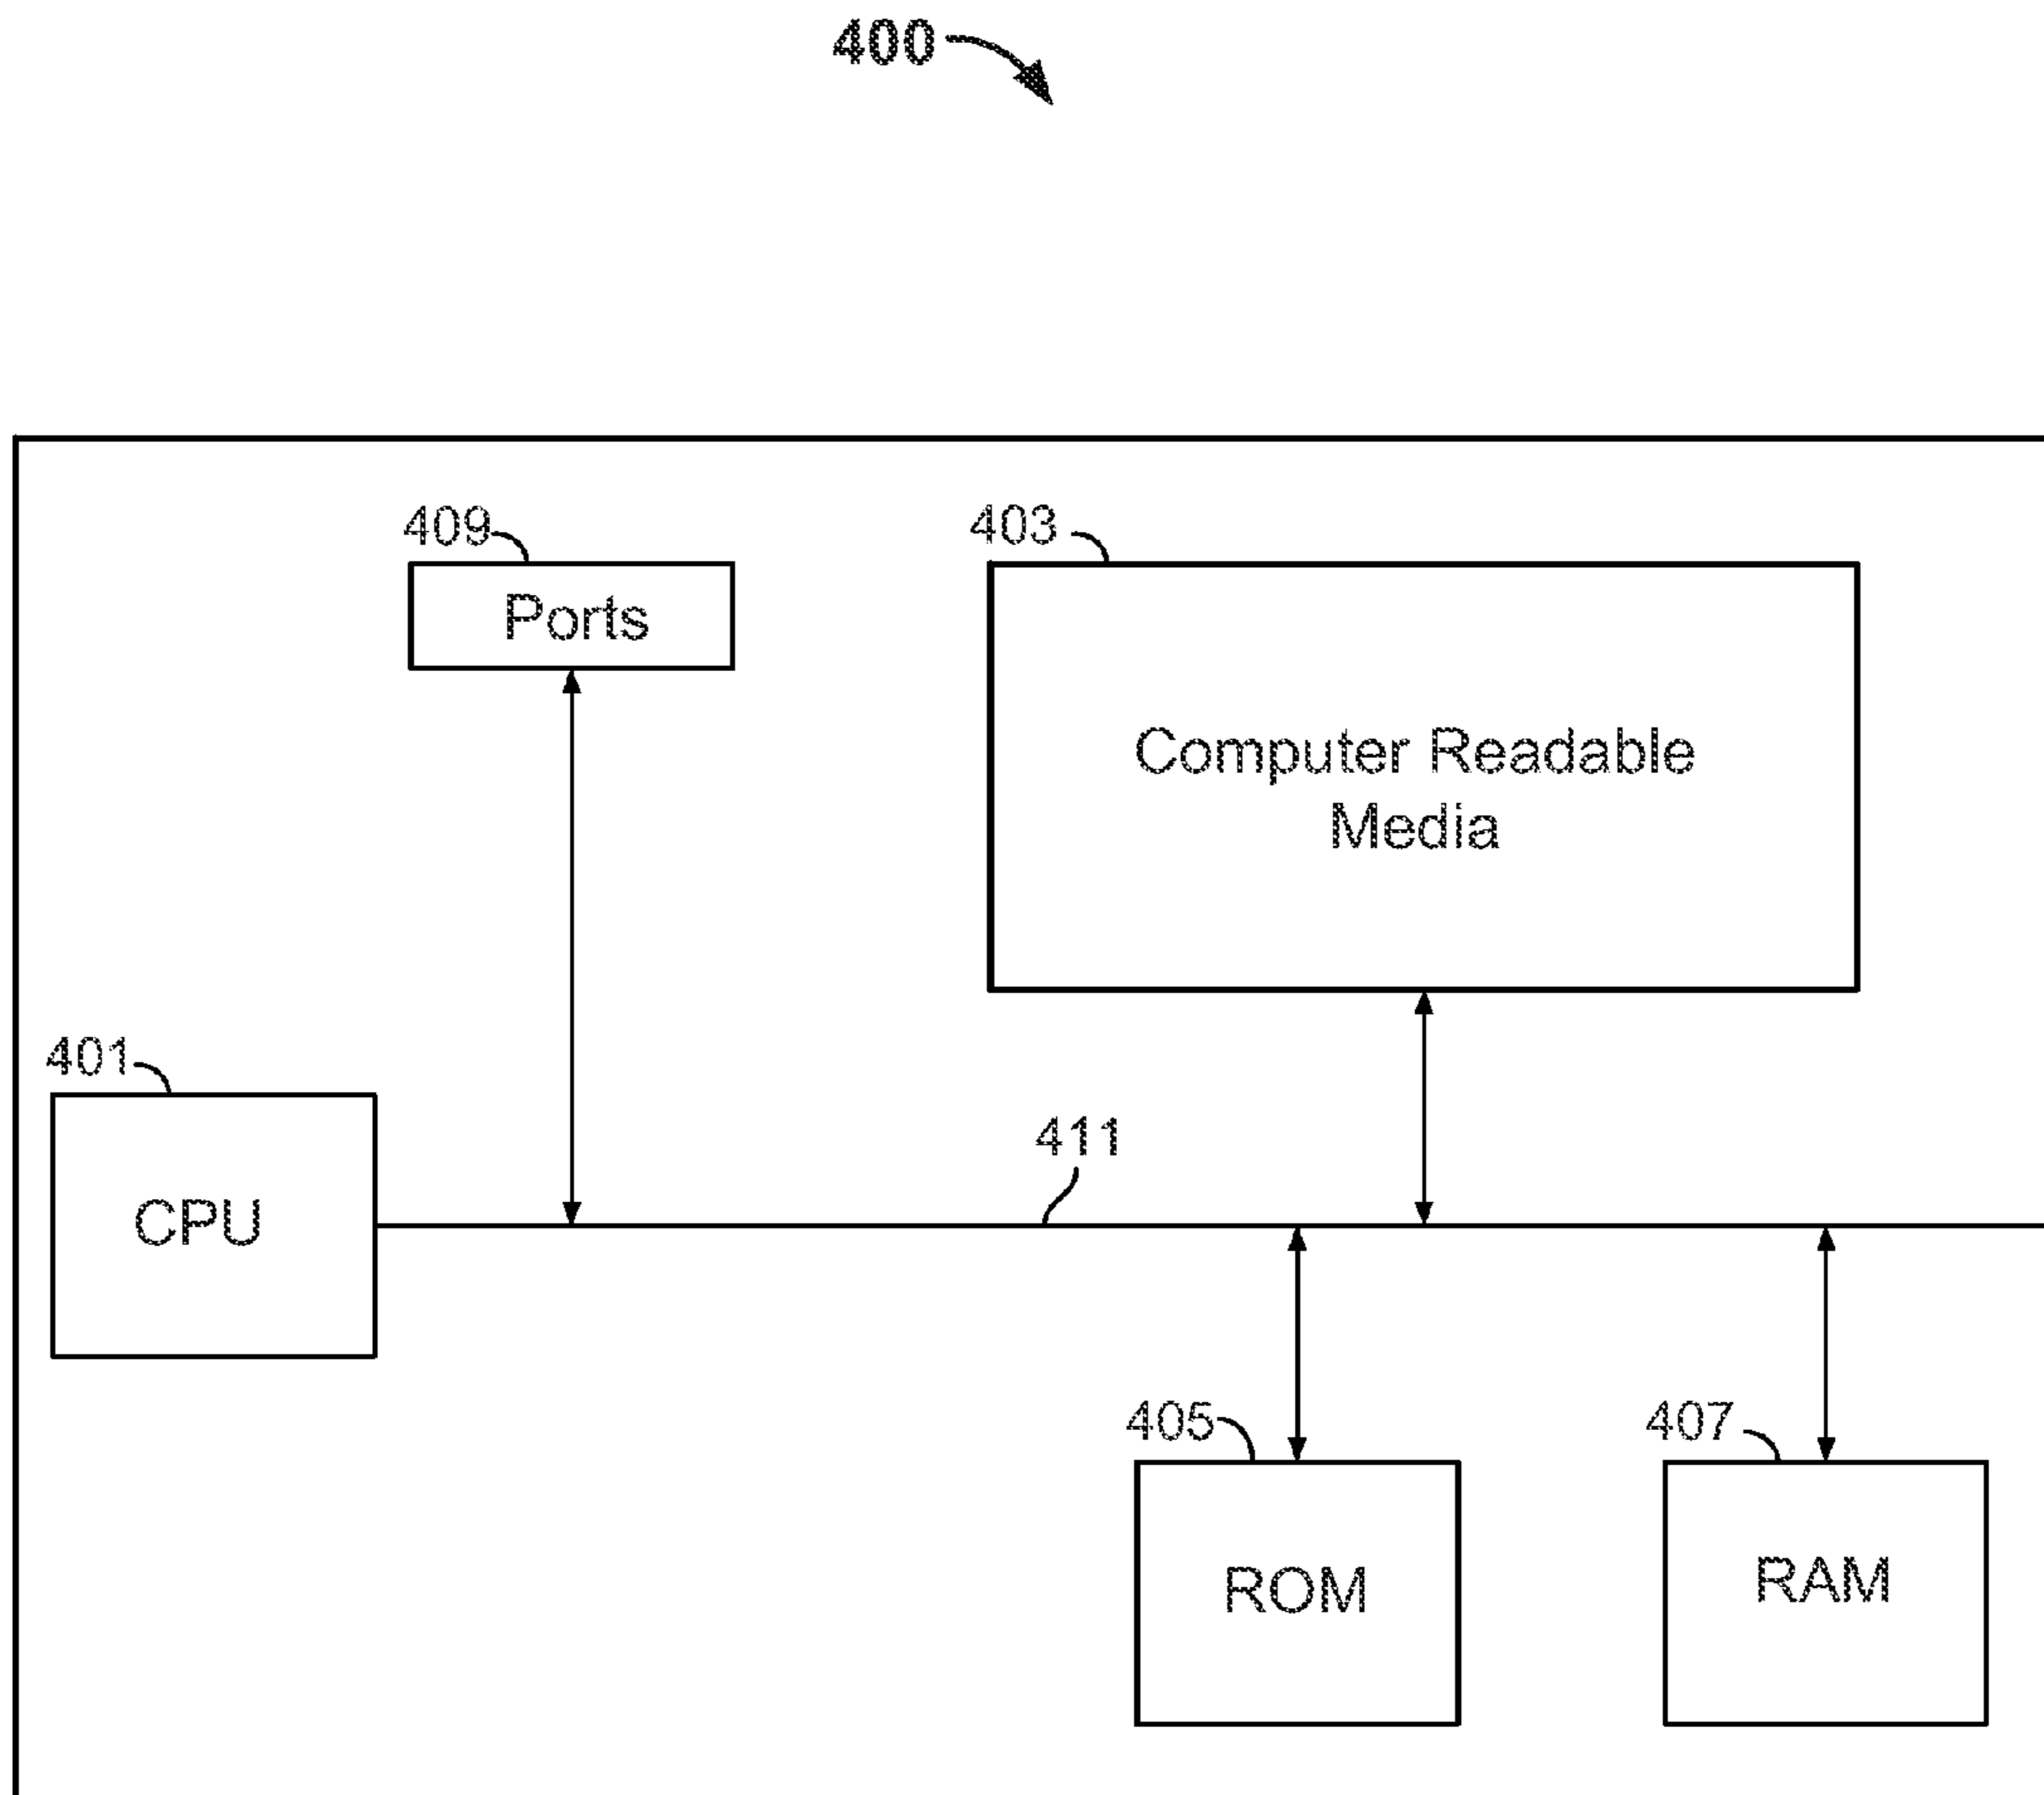 400
409
403
Ports
Computer Readable
Media
401
411
CPU
405
407
ROM
RAM